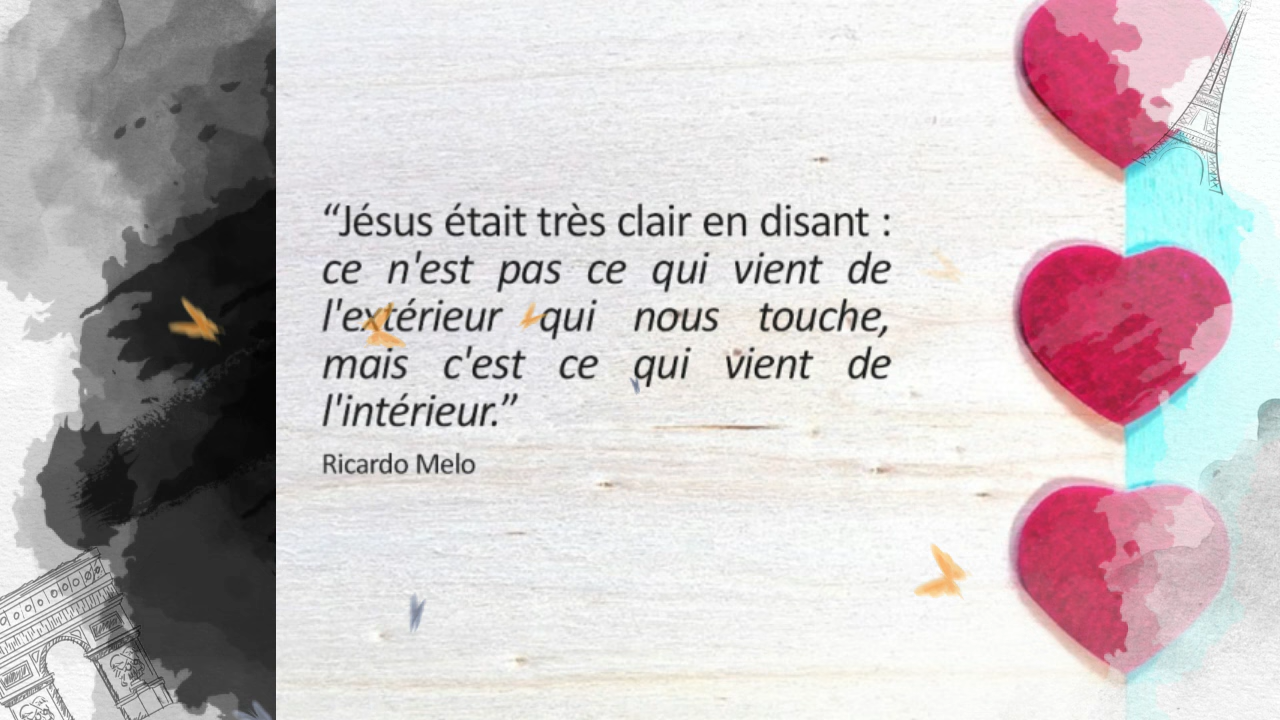 “Jésus était très clair en disant :
ce n'est pas ce qui vient de
l'extérieur qui nous touche,
mais c'est ce qui vient de
l'intérieur.”
Ricardo Melo